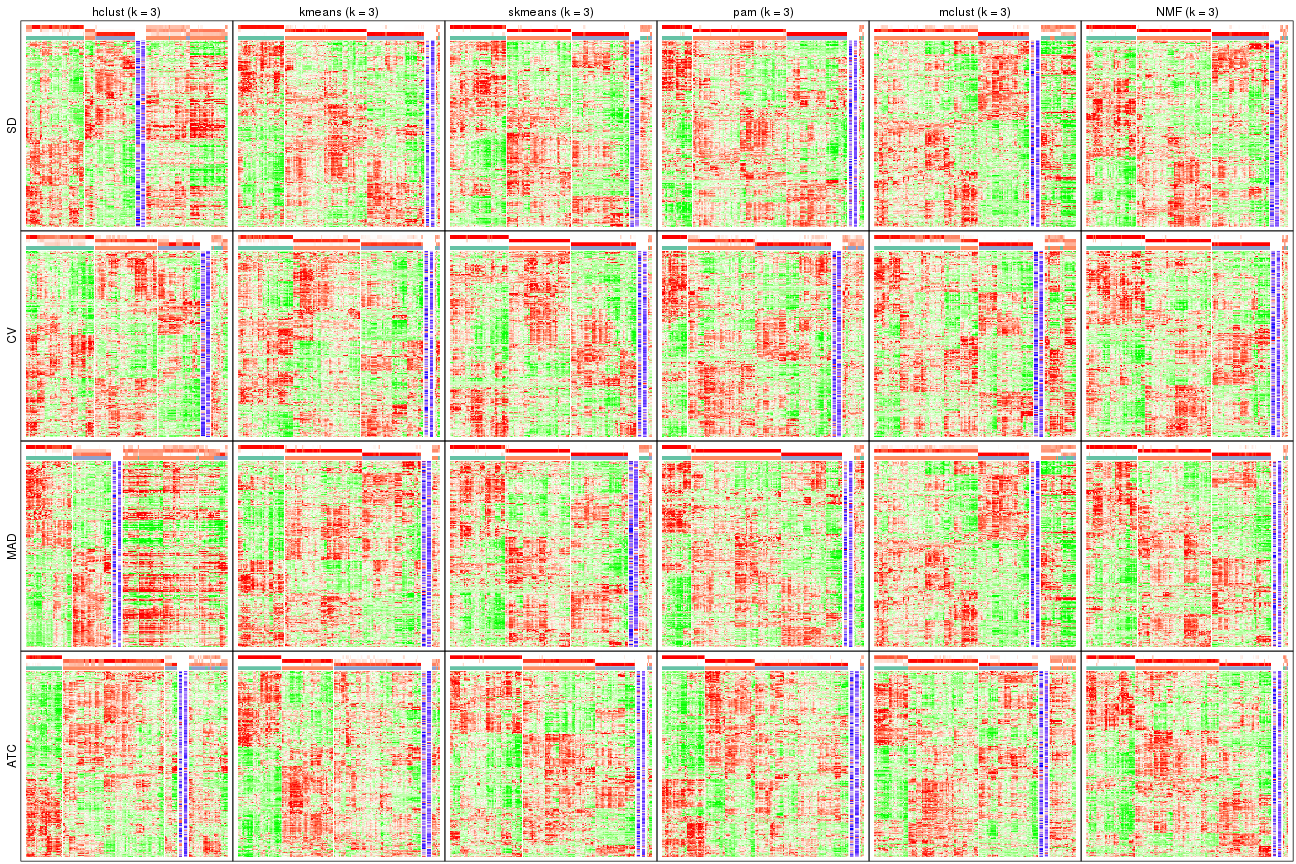 hclust (k = 3) kmeans (k = 3) skmeans (k = 3) pam (k = 3) mclust (k = 3) NMF (k = 3)
SD
CV
MAD
ATC